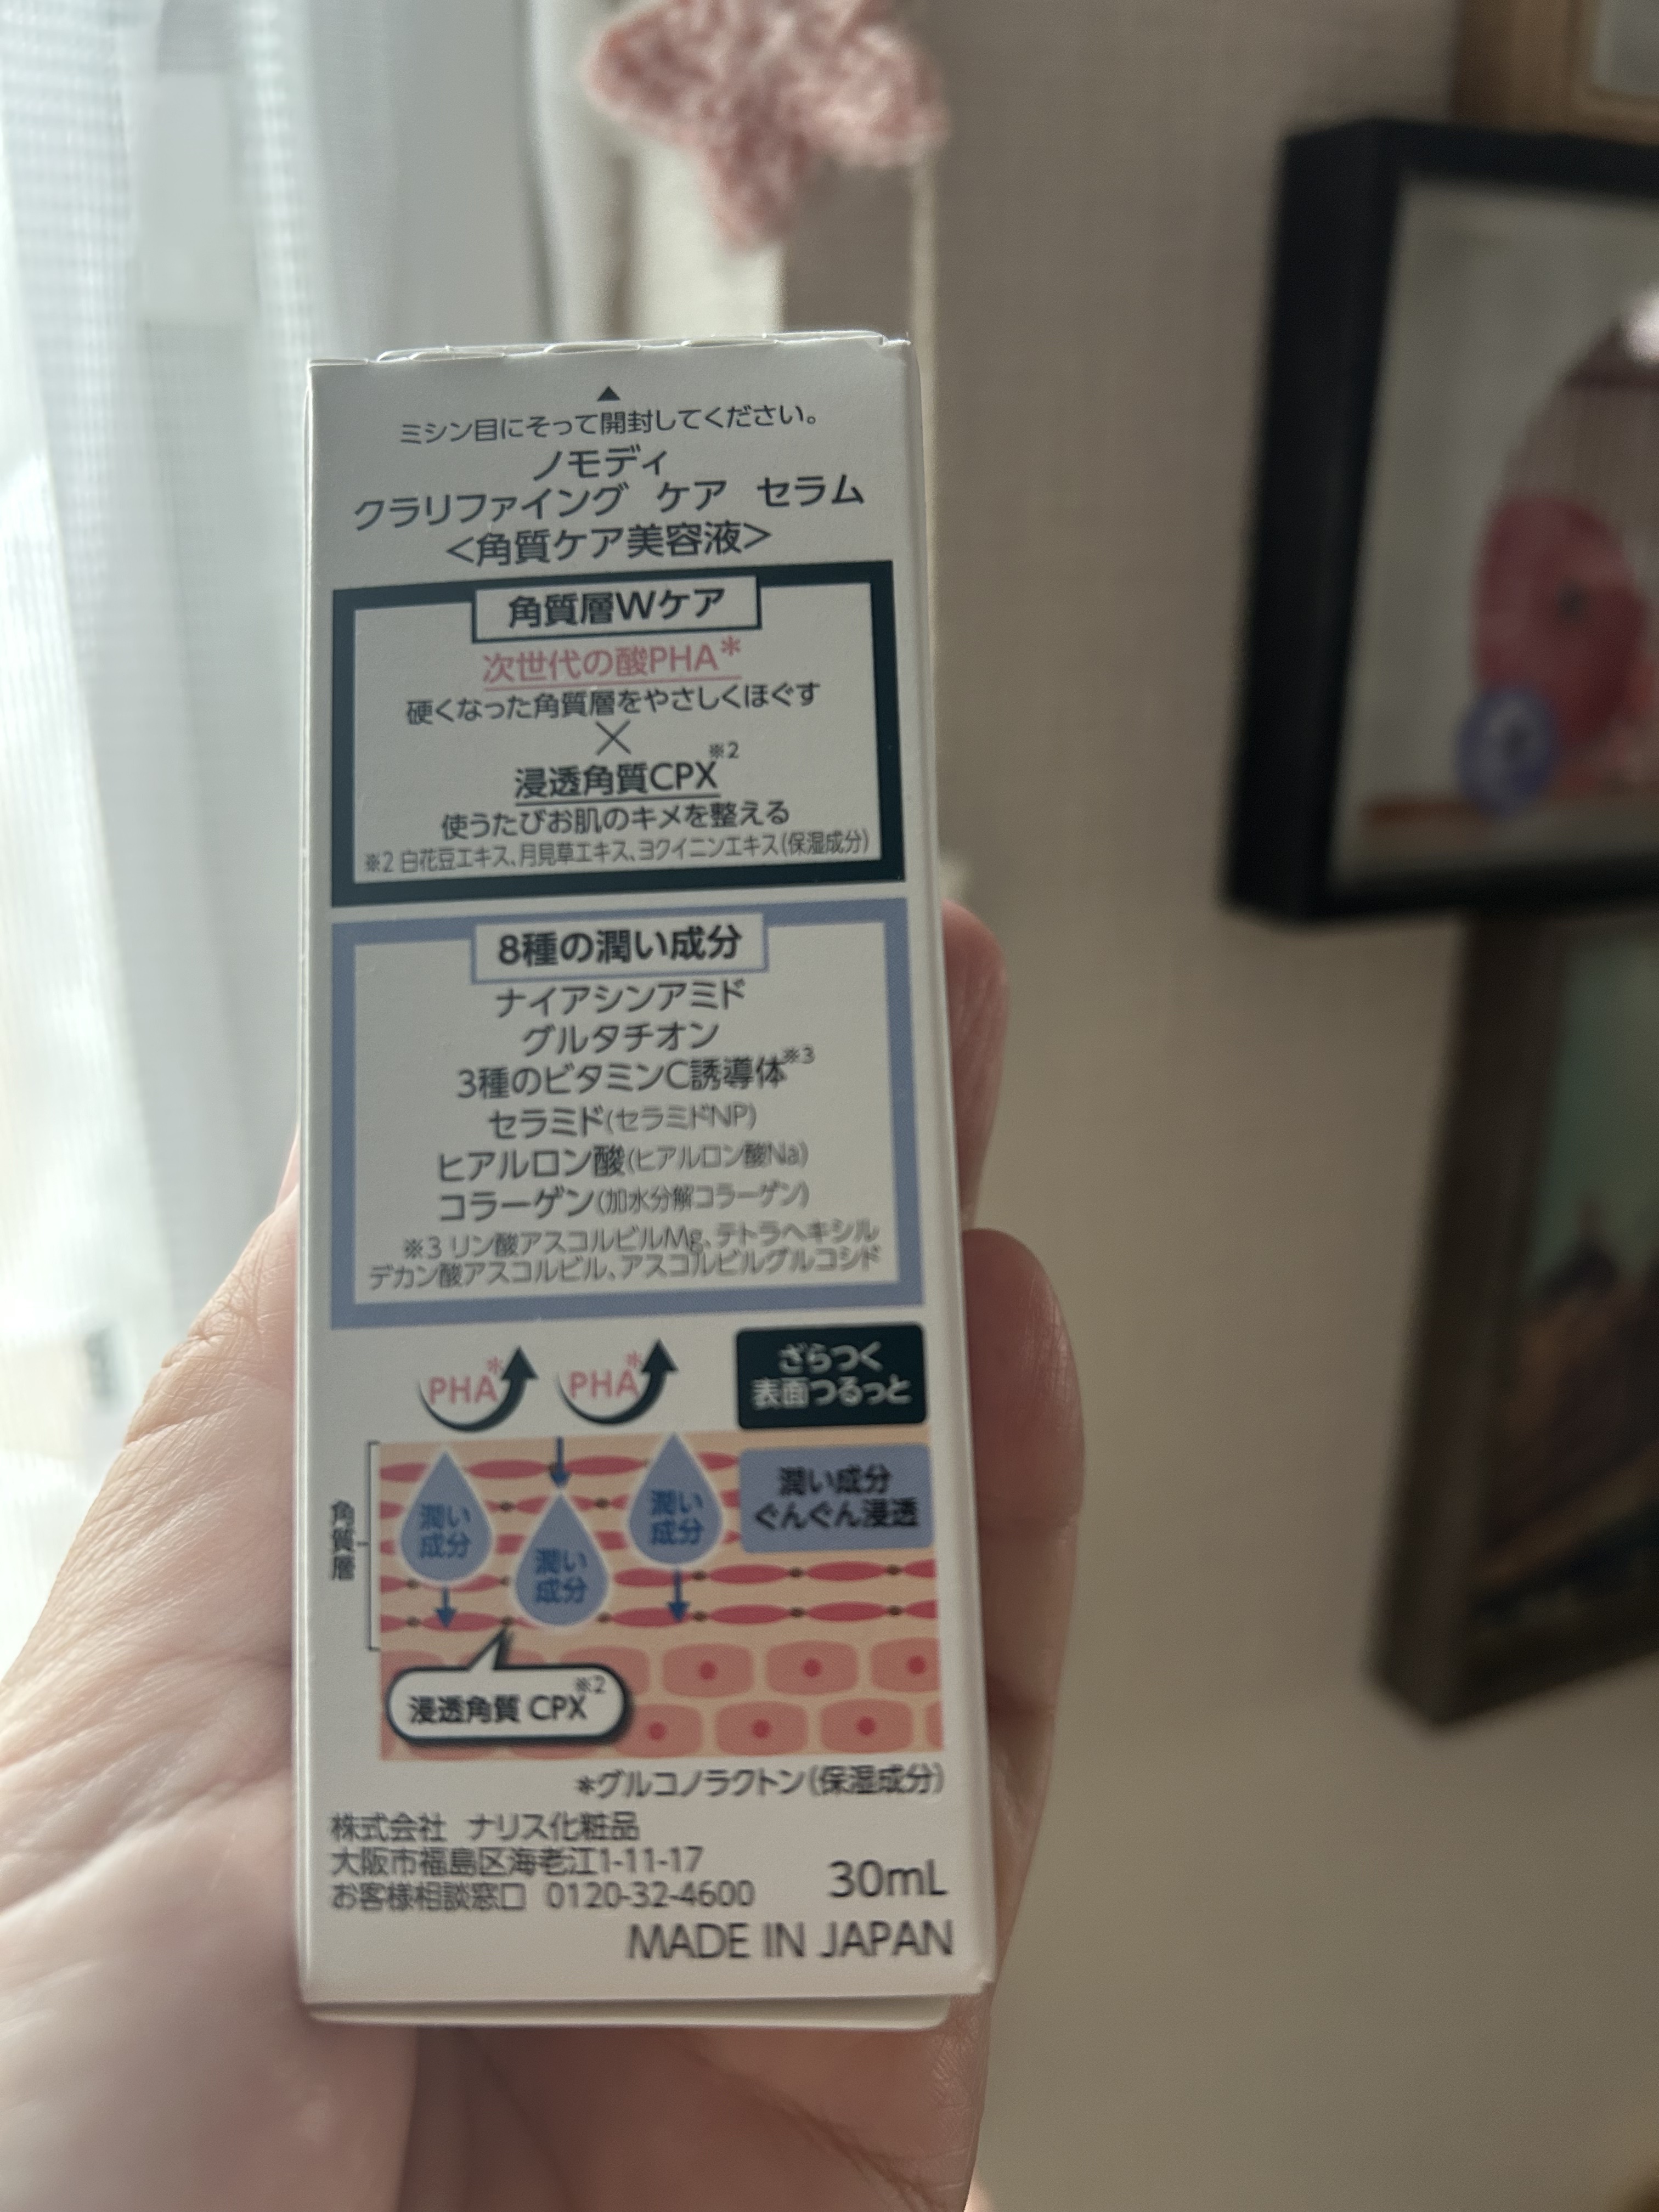 ミシン目にそって開封してください。
ノモディ
クラリファイング ケア セラム
<角質ケア美容液>
角質層Wケア
次世代の酸PHA*
硬くなった角質層をやさしくほぐす
×
浸透角質CPX※2
使うたびお肌のキメを整える
※2 白花豆エキス、月見草エキス、ヨクイニンエキス(保湿成分)
8種の潤い成分
ナイアシンアミド
グルタチオン
3種のビタミンC誘導体※3
セラミド(セラミドNP)
ヒアルロン酸(ヒアルロン酸Na)
コラーゲン(加水分解コラーゲン)
※3 リン酸アスコルビルMg、テトラヘキシル
デカン酸アスコルビル、アスコルビルグルコシド
PHA* PHA*
ざらつく
表面つるっと
潤い成分
ぐんぐん浸透
角質層
潤い
成分
潤い
成分
潤い
成分
浸透角質 CPX※2
*グルコノラクトン(保湿成分)
株式会社 ナリス化粧品
大阪市福島区海老江1-11-17
お客様相談窓口 0120-32-4600
30mL
MADE IN JAPAN